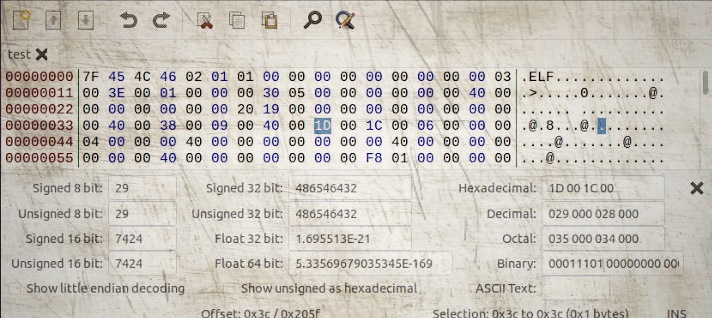 test
00000000 7F 45 4C 46 02 01 01 00 00 00 00 00 00 00 00 00 03 .ELF.............
00000011 00 3E 00 01 00 00 00 30 05 00 00 00 00 00 00 40 00 .>.....0.......@.
00000022 00 00 00 00 00 00 20 19 00 00 00 00 00 00 00 00 00 ...... ..........
00000033 00 40 00 38 00 09 00 40 00 1D 00 1C 00 06 00 00 00 .@.8...@.........
00000044 04 00 00 00 40 00 00 00 00 00 00 00 40 00 00 00 00 ....@.......@....
00000055 00 00 00 40 00 00 00 00 00 00 00 F8 01 00 00 00 00 ...@.............
Signed 8 bit: 29 Signed 32 bit: 486546432 Hexadecimal: 1D 00 1C 00
Unsigned 8 bit: 29 Unsigned 32 bit: 486546432 Decimal: 029 000 028 000
Signed 16 bit: 7424 Float 32 bit: 1.695513E-21 Octal: 035 000 034 000
Unsigned 16 bit: 7424 Float 64 bit: 5.33569679035345E-169 Binary: 00011101 00000000 00
Show little endian decoding Show unsigned as hexadecimal ASCII Text:
Offset: 0x3c / 0x205f Selection: 0x3c to 0x3c (0x1 bytes) INS